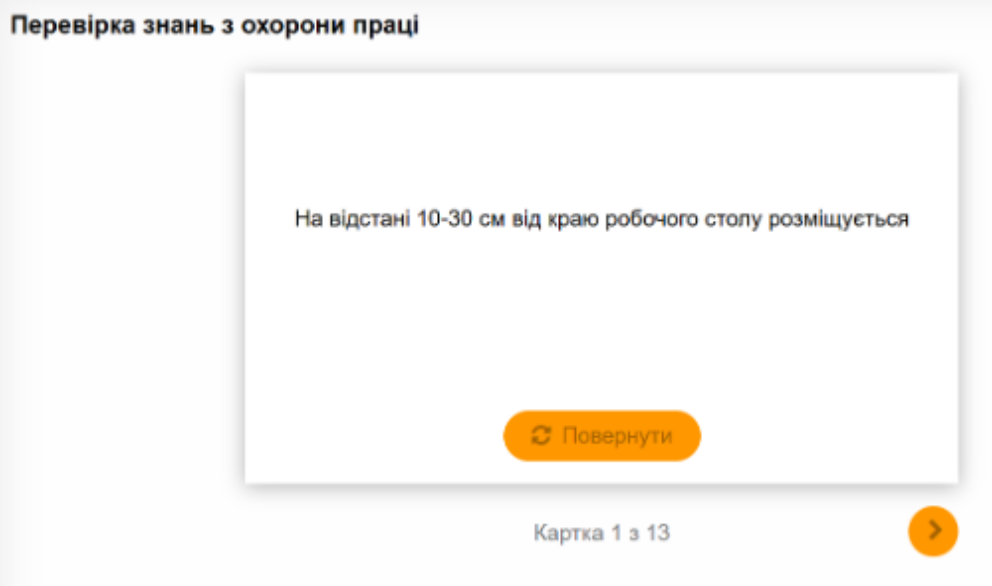 Перевірка знань з охорони праці
На відстані 10-30 см від краю робочого столу розміщується
Повернути
Картка 1 з 13